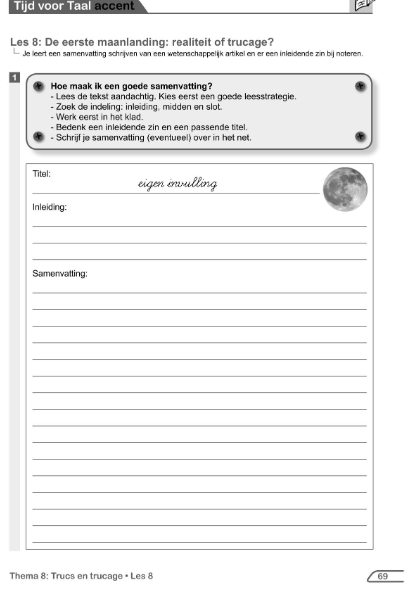 Tijd voor Taal accent
Les 8: De eerste maanlanding: realiteit of trucage?
Je leert een samenvatting schrijven van een wetenschappelijk artikel en er een inleidende zin bij noteren.
1
Hoe maak ik een goede samenvatting?
- Lees de tekst aandachtig. Kies eerst een goede leesstrategie.
- Zoek de indeling: inleiding, midden en slot.
- Werk eerst in het klad.
- Bedenk een inleidende zin en een passende titel.
- Schrijf je samenvatting (eventueel) over in het net.
Titel:
eigen invulling
Inleiding:
Samenvatting:
Thema 8: Trucs en trucage • Les 8
69